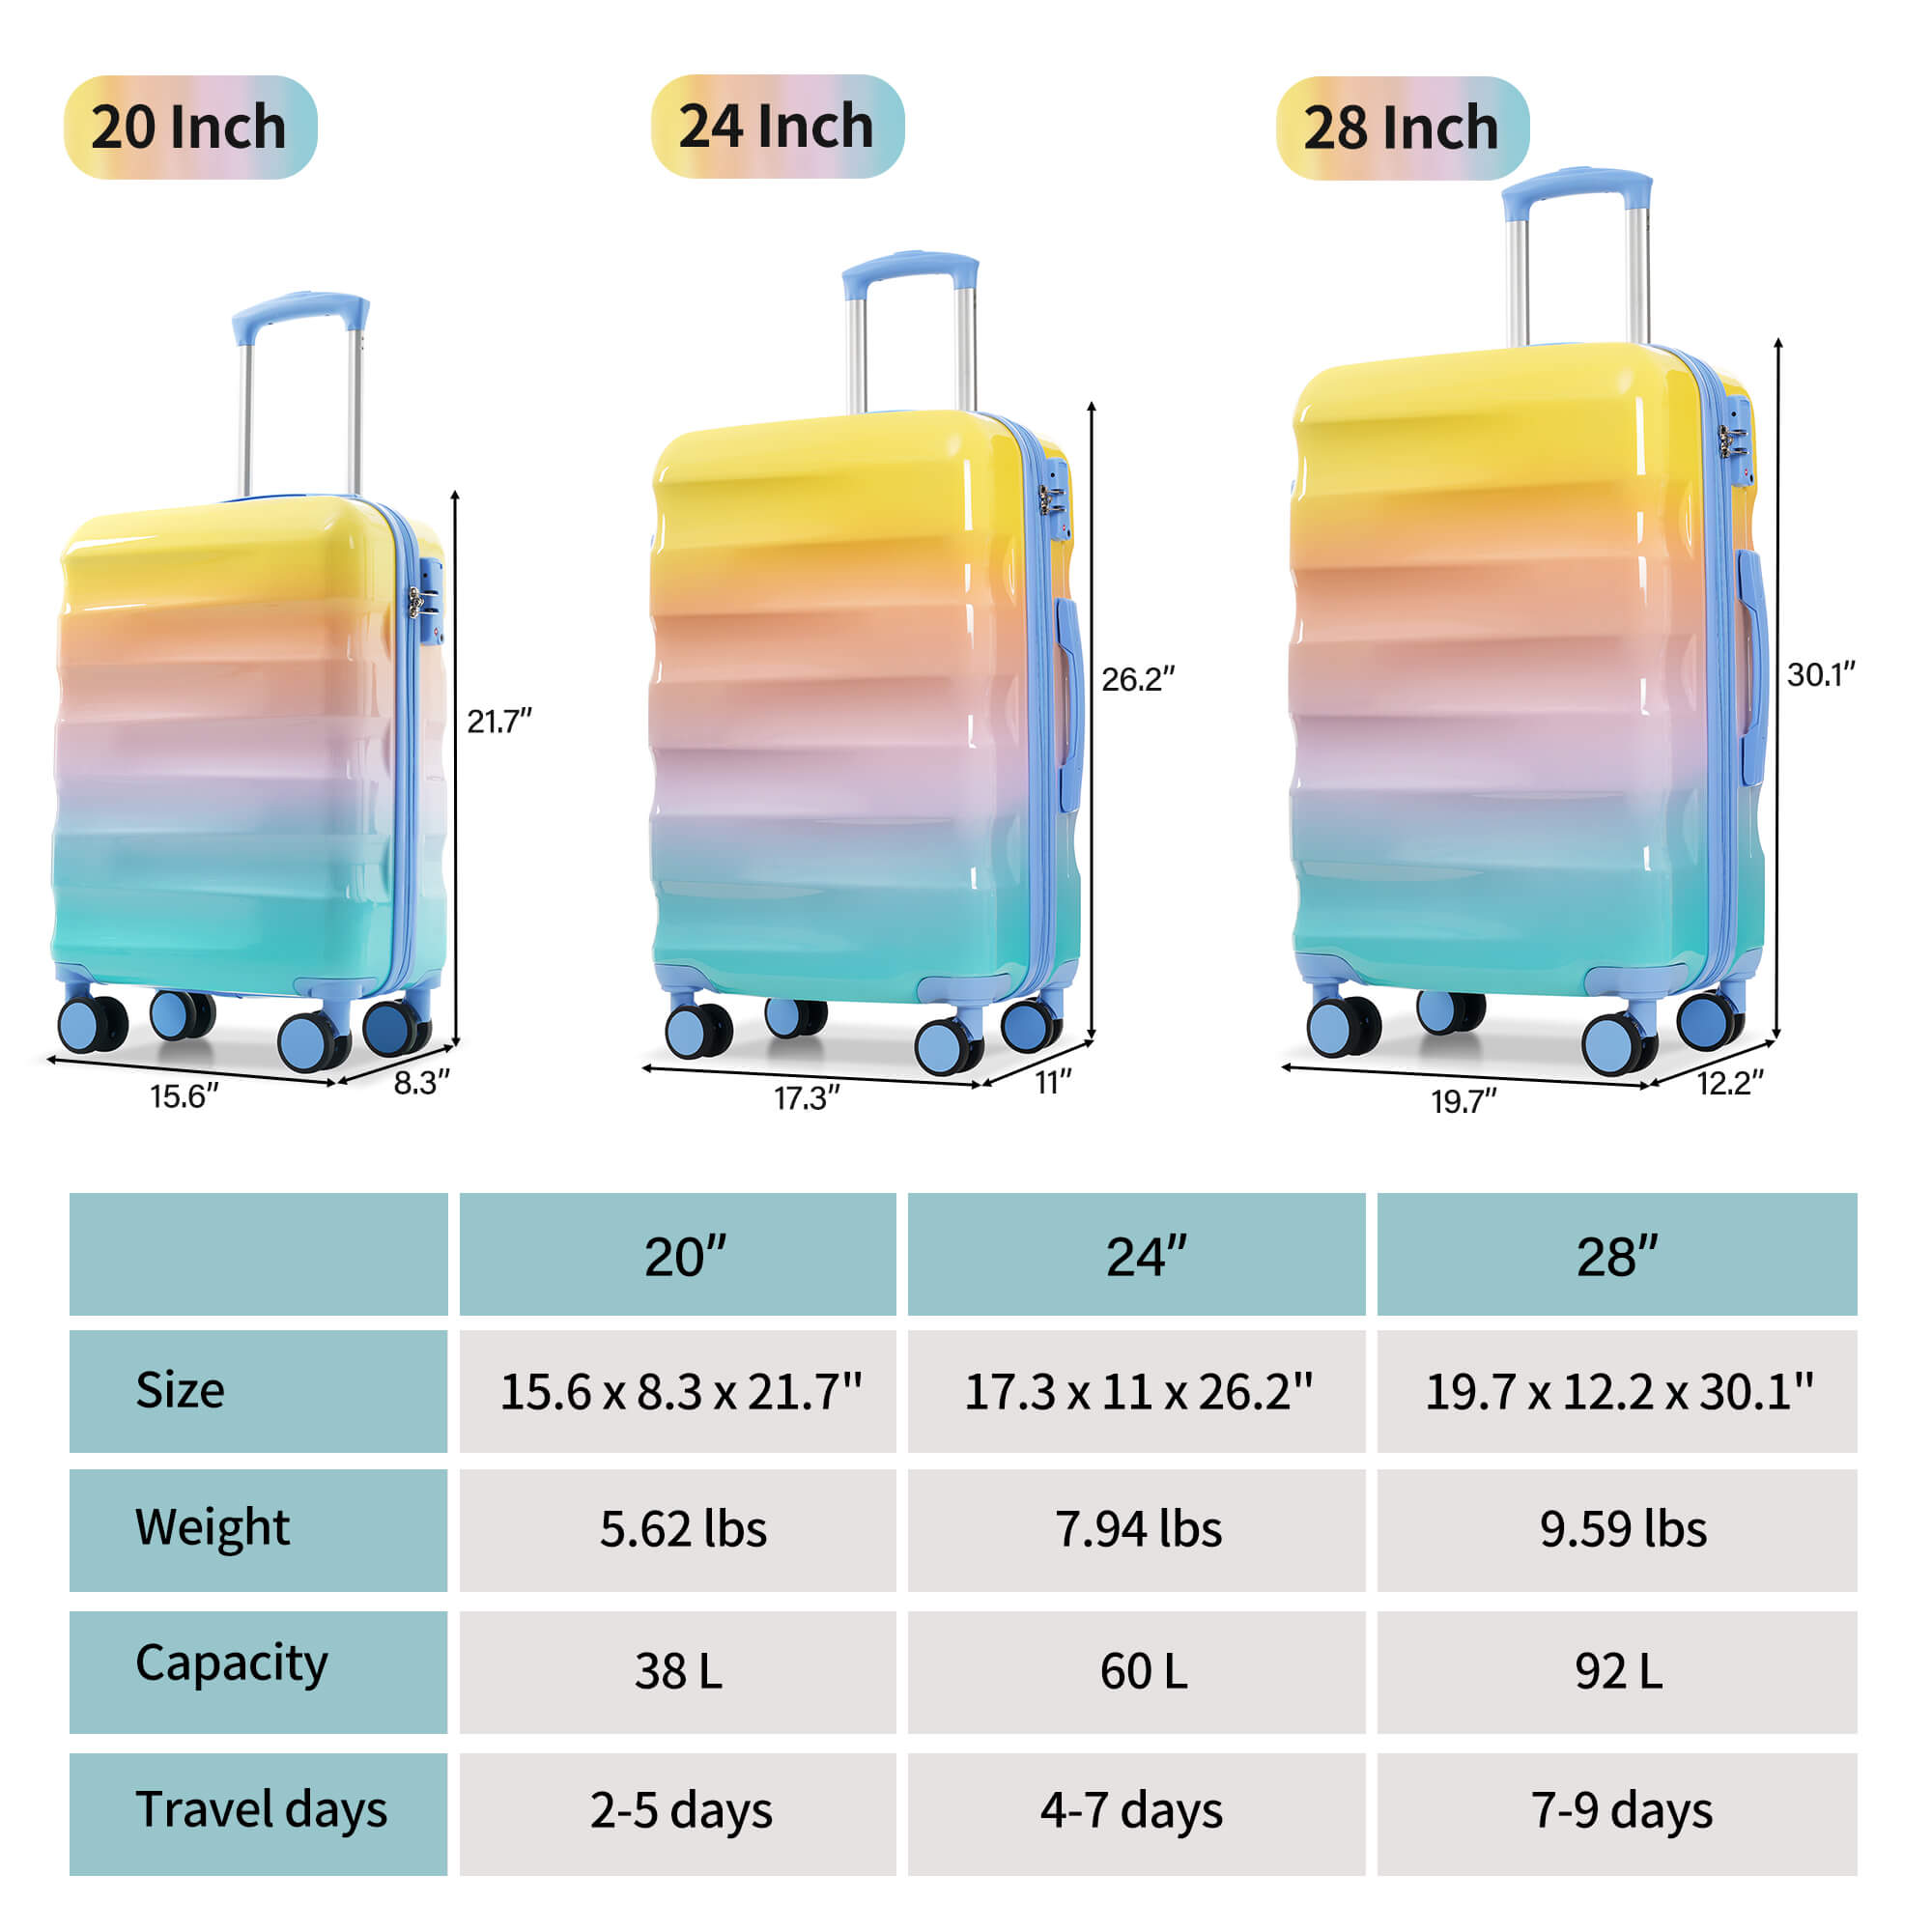 20 Inch
24 Inch
28 Inch
21.7"
26.2"
30.1"
15.6"
8.3"
17.3"
11"
19.7"
12.2"
20" 24" 28"
Size 15.6 x 8.3 x 21.7" 17.3 x 11 x 26.2" 19.7 x 12.2 x 30.1"
Weight 5.62 lbs 7.94 lbs 9.59 lbs
Capacity 38 L 60 L 92 L
Travel days 2-5 days 4-7 days 7-9 days